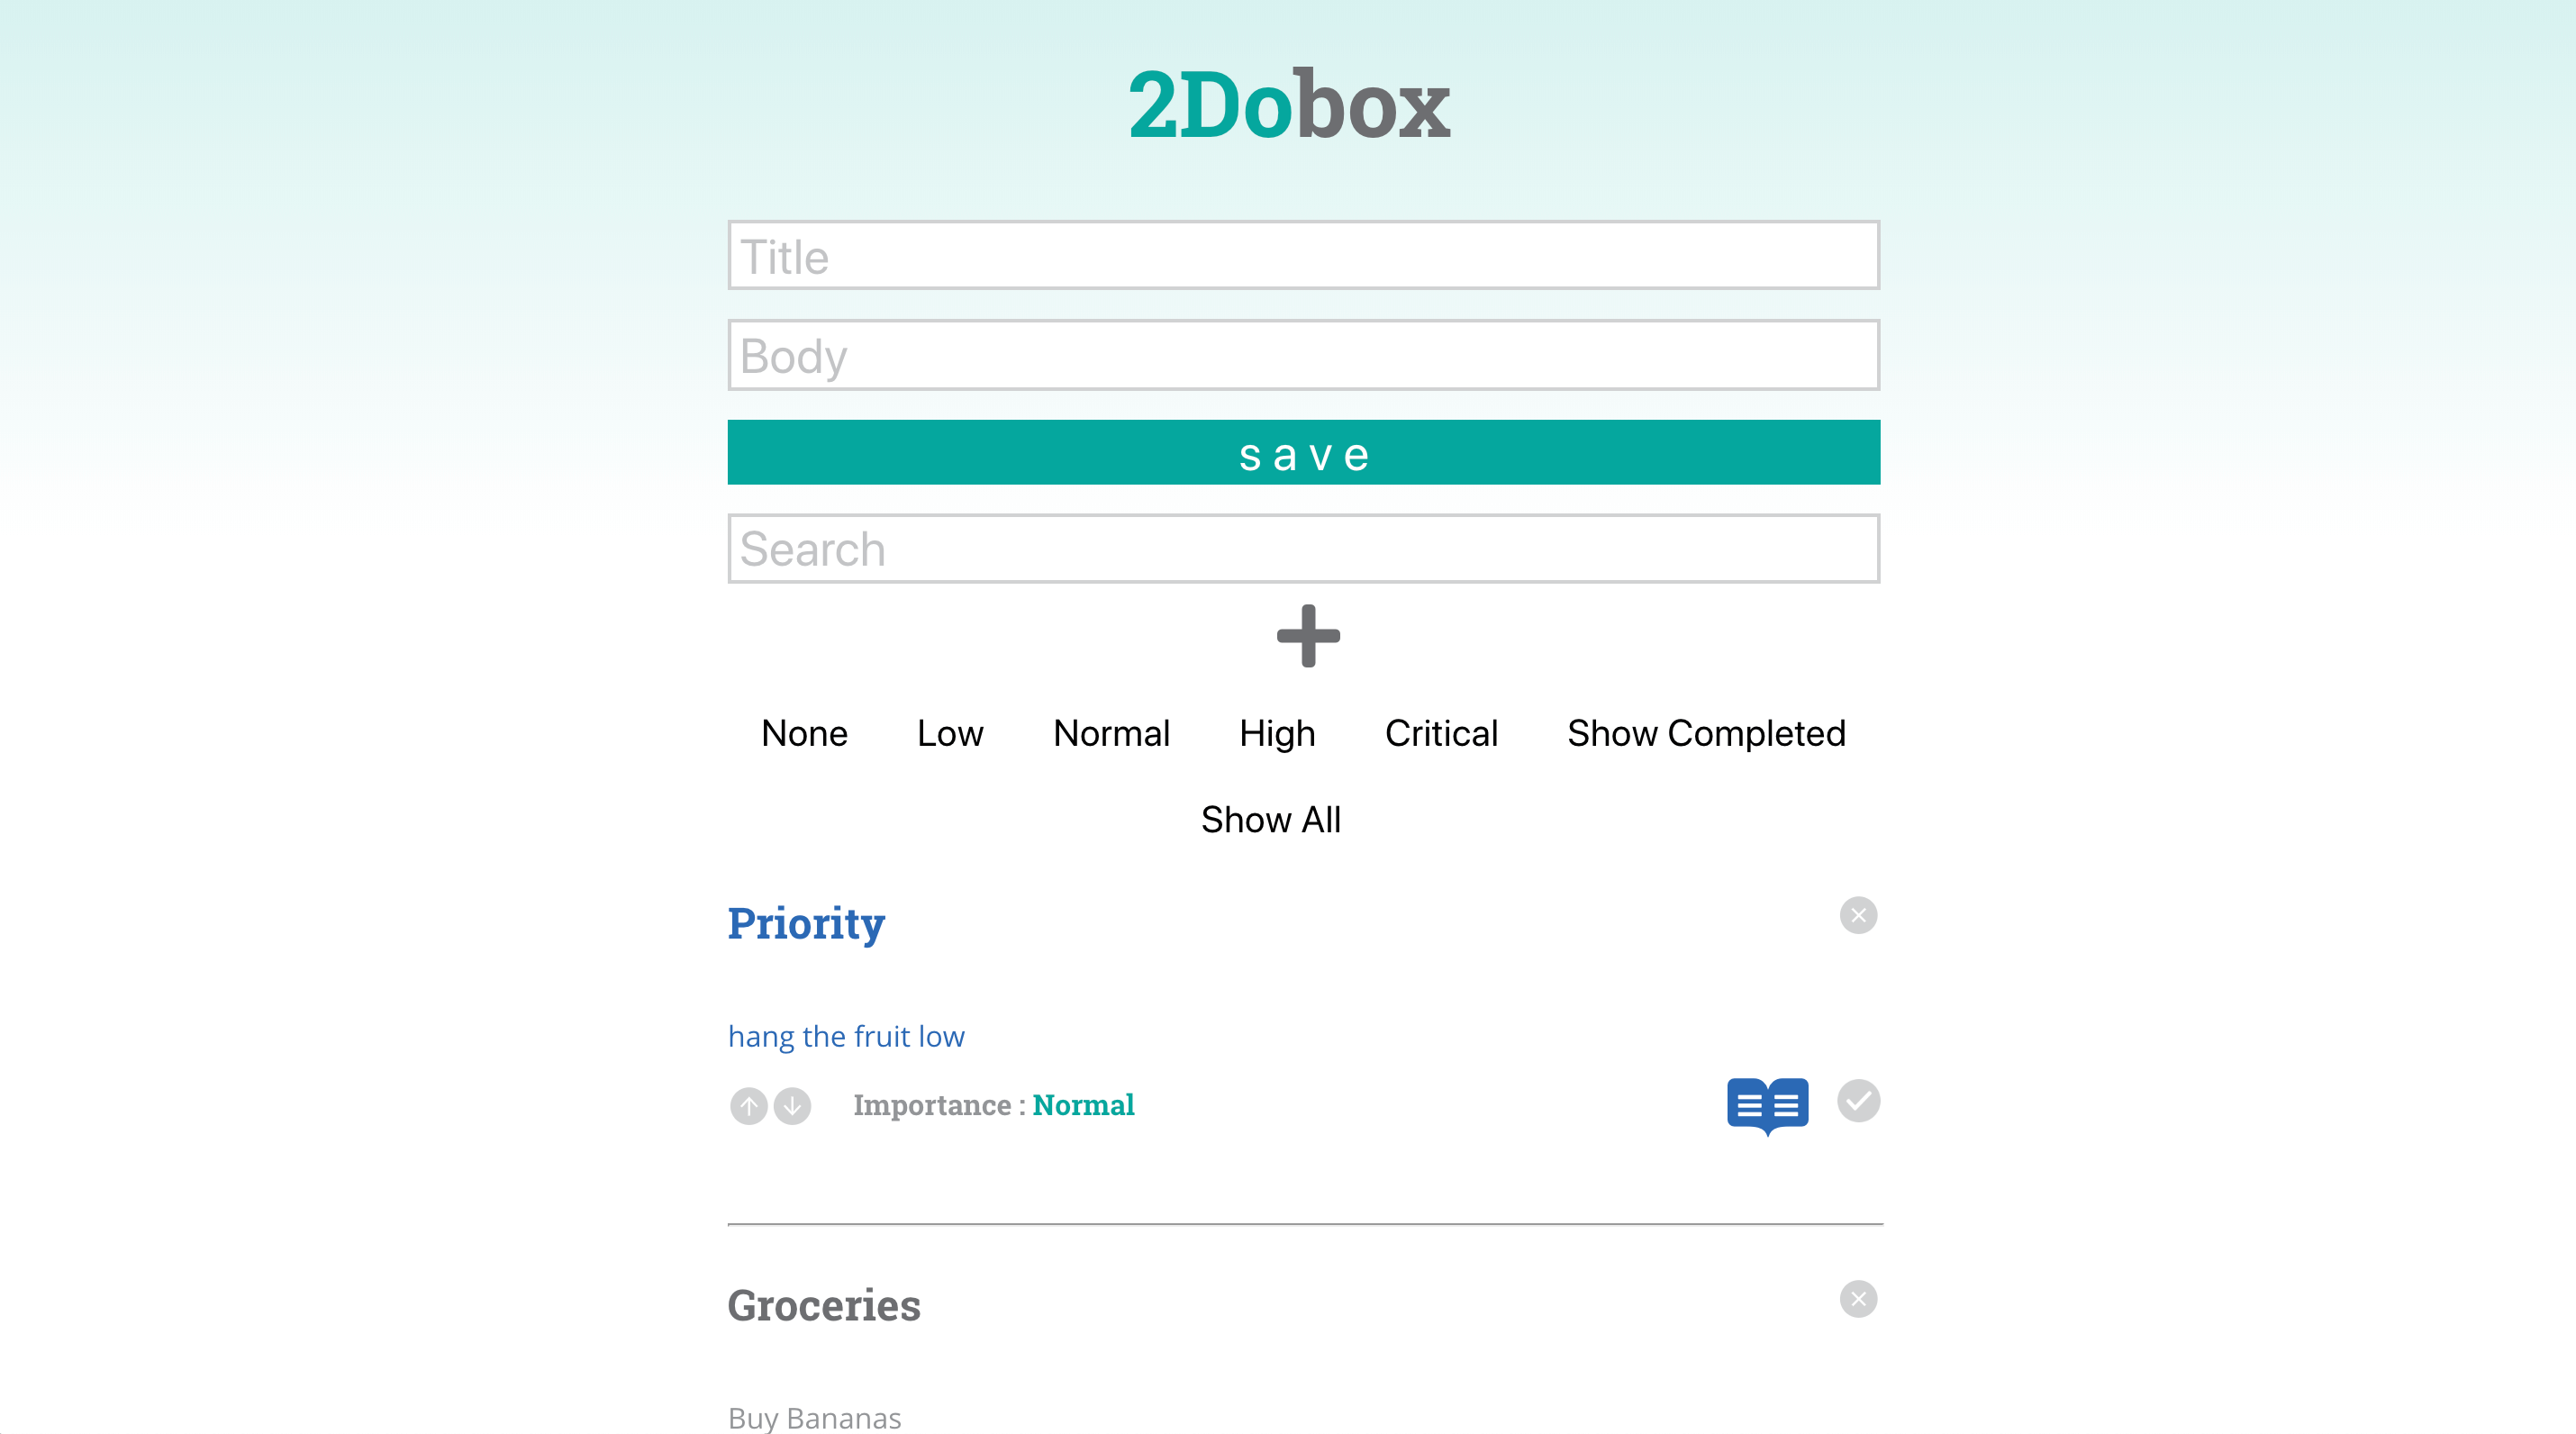 2Dobox
Title
Body
save
Search
None Low Normal High Critical Show Completed
Show All
Priority
hang the fruit low
Importance : Normal
Groceries
Buy Bananas